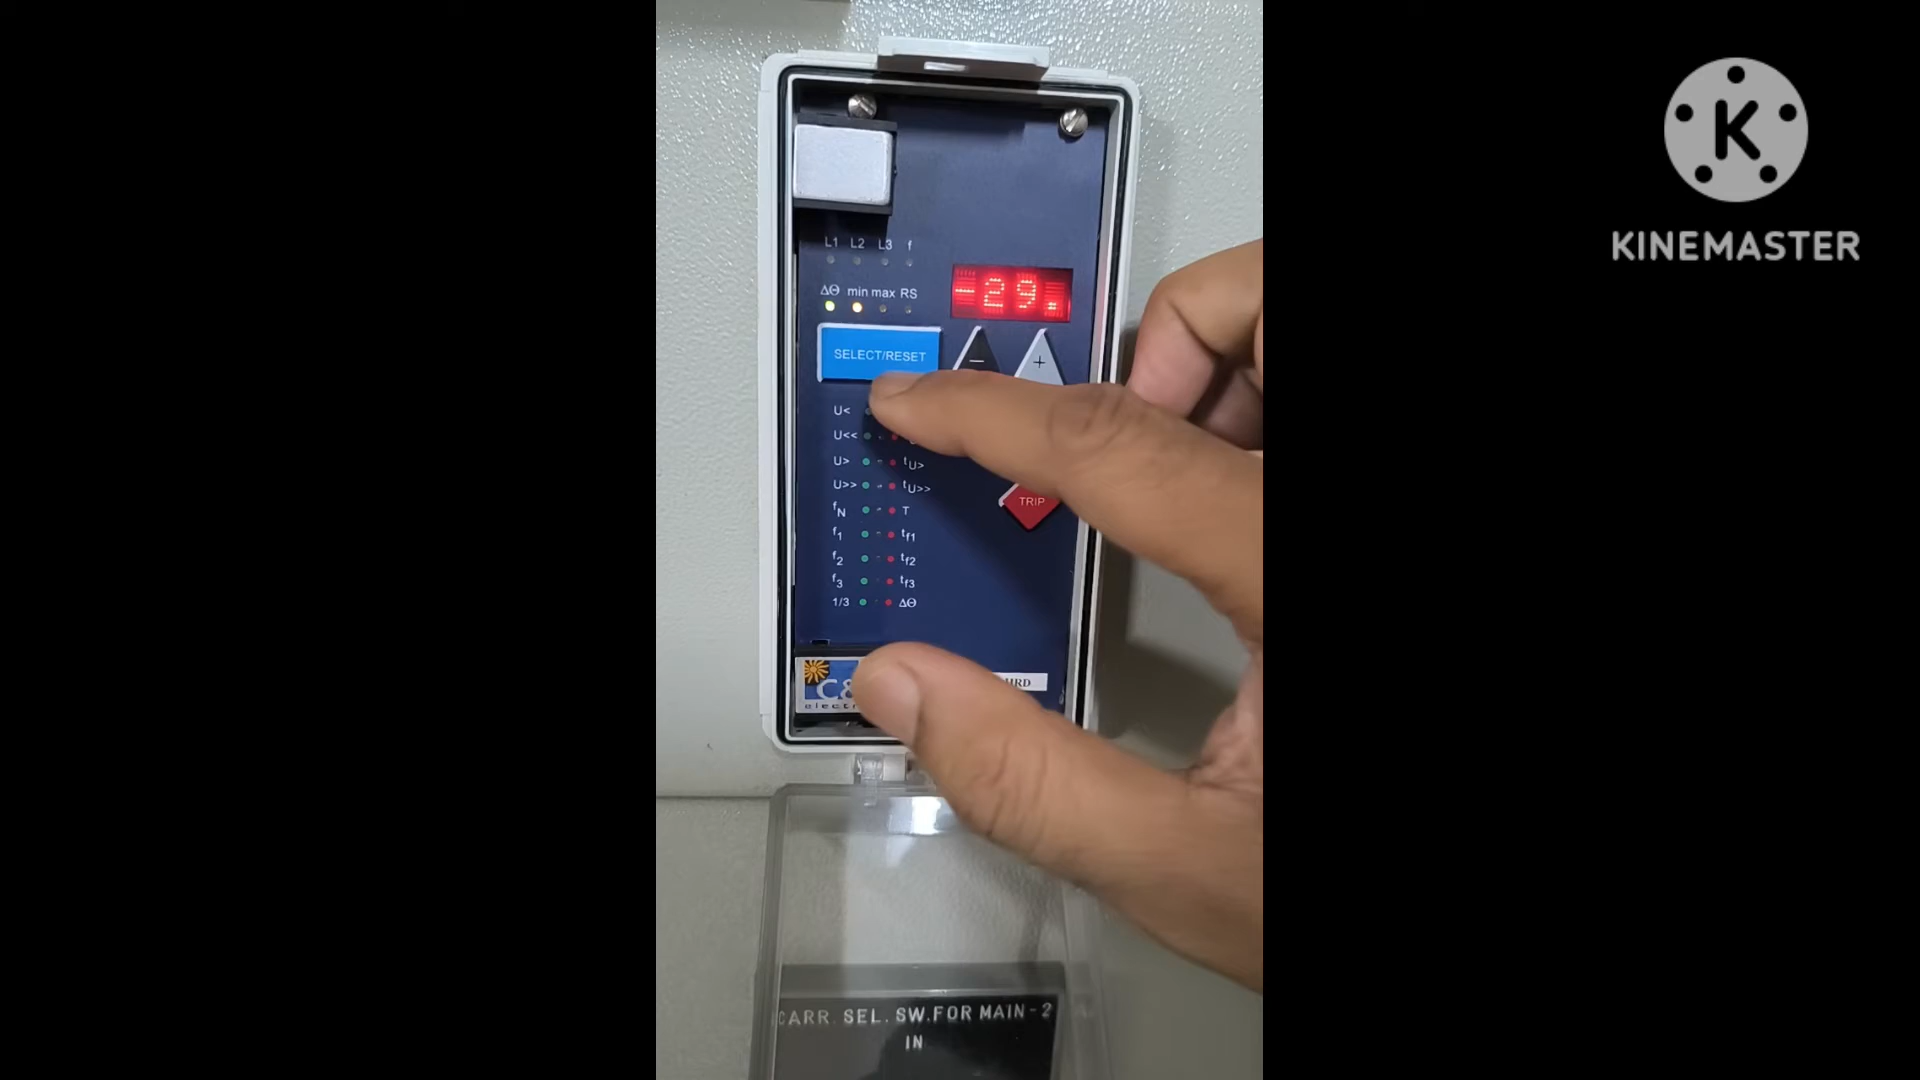 K
KINEMASTER
L1 L2 L3 f
ΔΘ min max RS
-29.
SELECT/RESET
− +
U<
U<<
U> tU>
U>> tU>>
TRIP
fN T
f1 tf1
f2 tf2
f3 tf3
1/3 ΔΘ
C&
electr
CARR. SEL. SW.FOR MAIN-2
IN